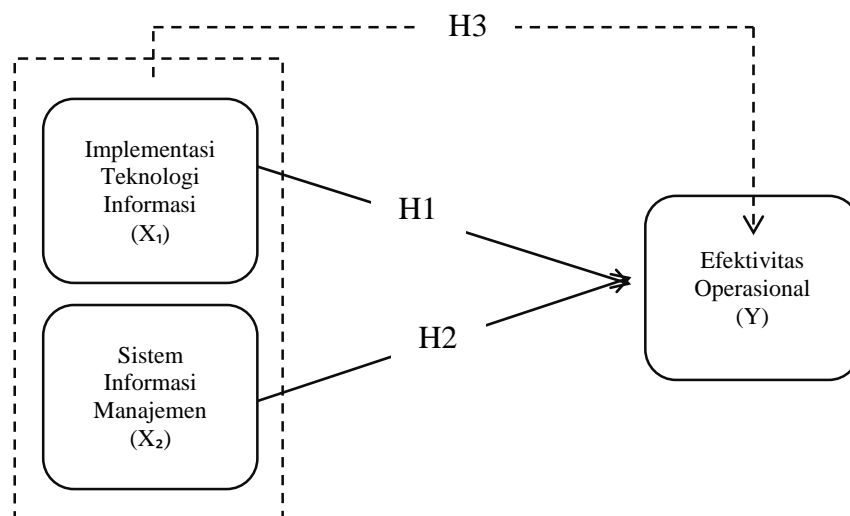 H3
Implementasi
Teknologi
Informasi
(X₁)
H1
Efektivitas
Operasional
(Y)
H2
Sistem
Informasi
Manajemen
(X₂)